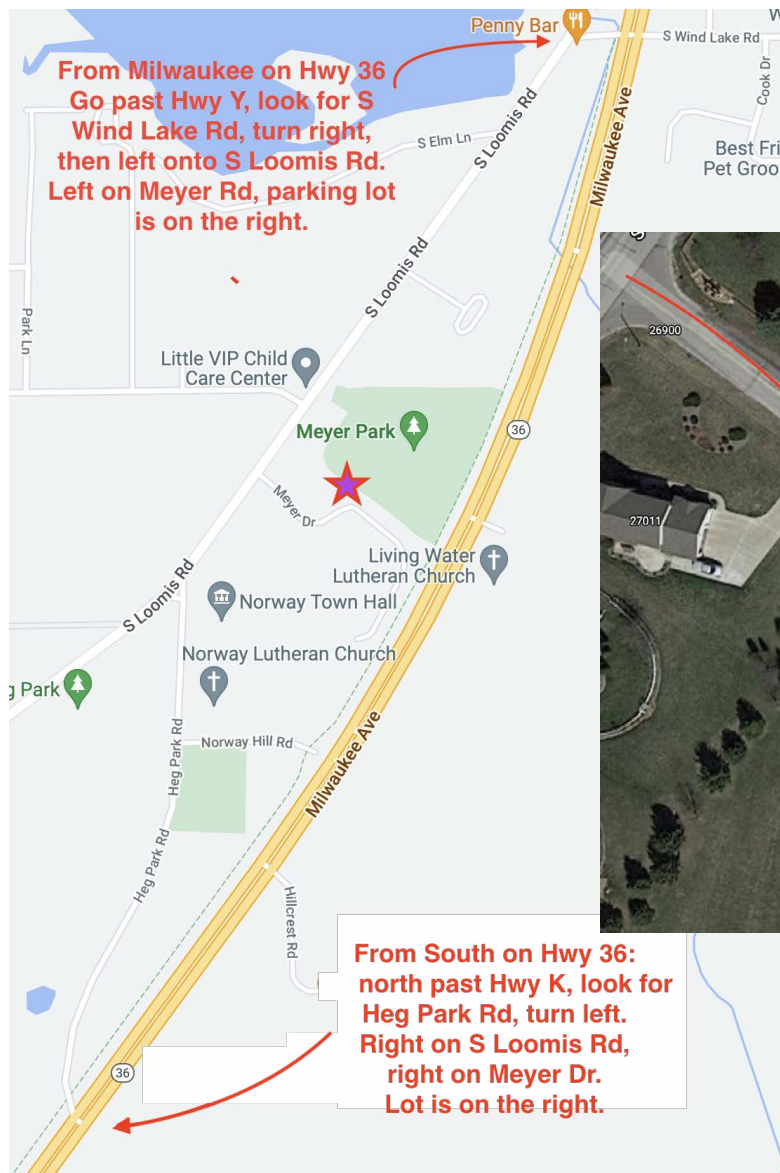 Penny Bar
S Wind Lake Rd
From Milwaukee on Hwy 36
Go past Hwy Y, look for S
Wind Lake Rd, turn right,
then left onto S Loomis Rd.
Left on Meyer Rd, parking lot
is on the right.
Cook Dr
S Elm Ln
S Loomis Rd
Milwaukee Ave
Best Fri
Pet Groo
S Loomis Rd
Park Ln
26900
Little VIP Child
Care Center
Meyer Park
36
Meyer Dr
27011
Living Water
Lutheran Church
S Loomis Rd
Norway Town Hall
Norway Lutheran Church
g Park
Heg Park Rd
Norway Hill Rd
Milwaukee Ave
Heg Park Rd
Hillcrest Rd
From South on Hwy 36:
north past Hwy K, look for
Heg Park Rd, turn left.
Right on S Loomis Rd,
right on Meyer Dr.
Lot is on the right.
36